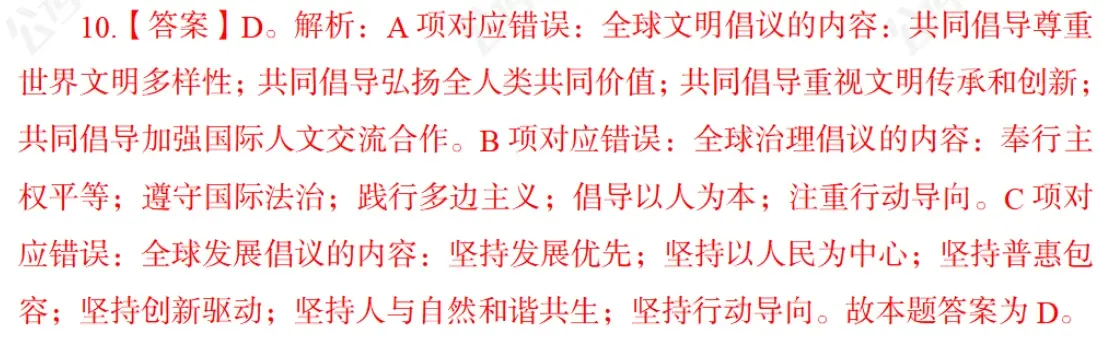 10.【答案】D。解析：A 项对应错误：全球文明倡议的内容：共同倡导尊重
世界文明多样性；共同倡导弘扬全人类共同价值；共同倡导重视文明传承和创新；
共同倡导加强国际人文交流合作。B 项对应错误：全球治理倡议的内容：奉行主
权平等；遵守国际法治；践行多边主义；倡导以人为本；注重行动导向。C 项对
应错误：全球发展倡议的内容：坚持发展优先；坚持以人民为中心；坚持普惠包
容；坚持创新驱动；坚持人与自然和谐共生；坚持行动导向。故本题答案为 D。